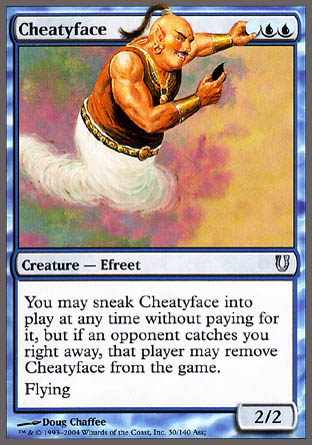 Cheatyface
Creature — Efreet
You may sneak Cheatyface into
play at any time without paying for
it, but if an opponent catches you
right away, that player may remove
Cheatyface from the game.
Flying
Doug Chaffee
2/2
™ & © 1993–2004 Wizards of the Coast, Inc. 30/140 Ass;